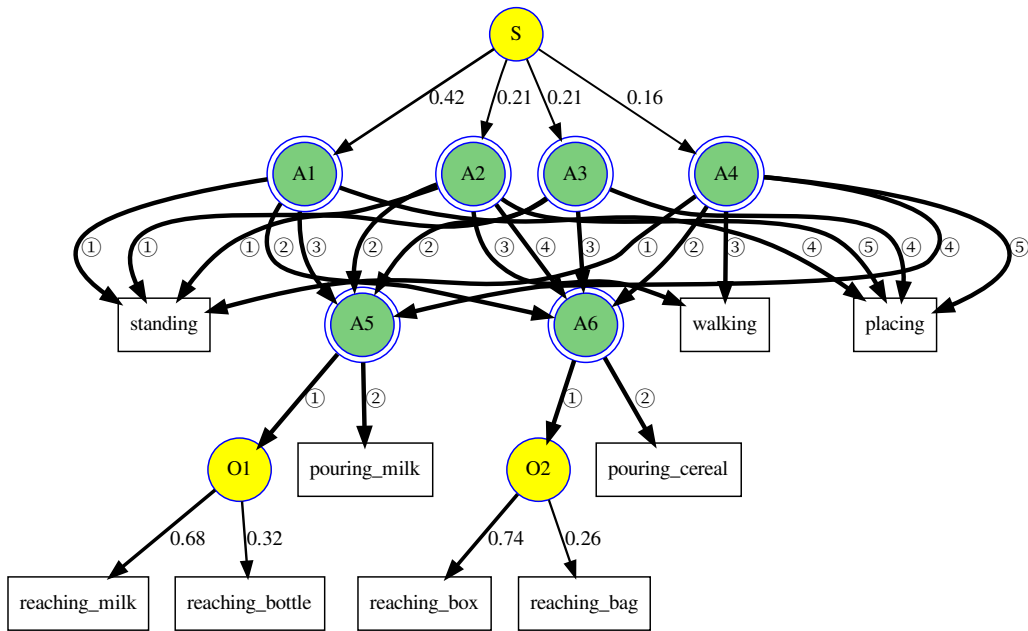 S
0.42 0.21 0.21 0.16
A1 A2 A3 A4
① ① ① ② ③ ② ② ③ ④ ③ ① ② ③ ④ ⑤ ④ ④ ⑤
standing A5 A6 walking placing
① ② ① ②
O1 pouring_milk O2 pouring_cereal
0.68 0.32 0.74 0.26
reaching_milk reaching_bottle reaching_box reaching_bag